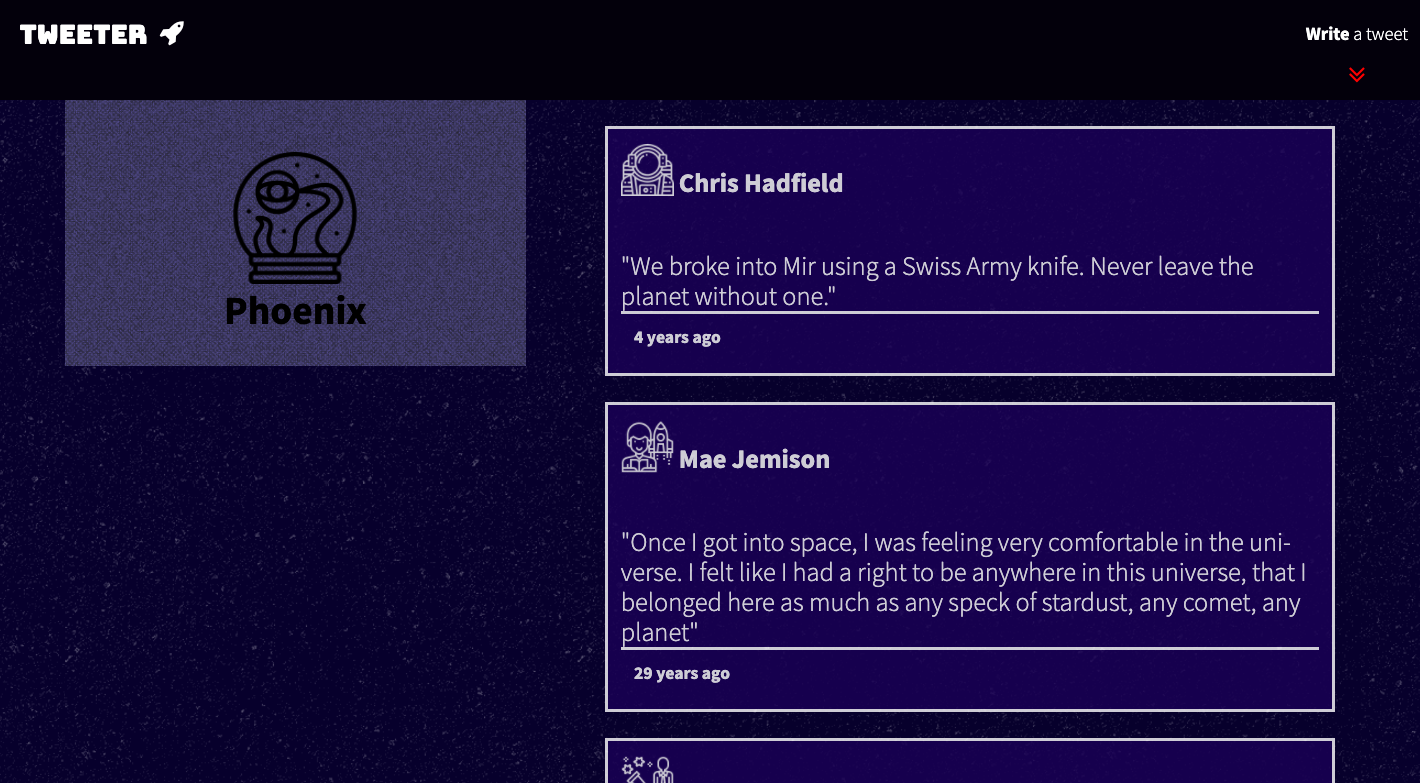 TWEETER
Write a tweet
Phoenix
Chris Hadfield
"We broke into Mir using a Swiss Army knife. Never leave the
planet without one."
4 years ago
Mae Jemison
"Once I got into space, I was feeling very comfortable in the uni-
verse. I felt like I had a right to be anywhere in this universe, that I
belonged here as much as any speck of stardust, any comet, any
planet"
29 years ago